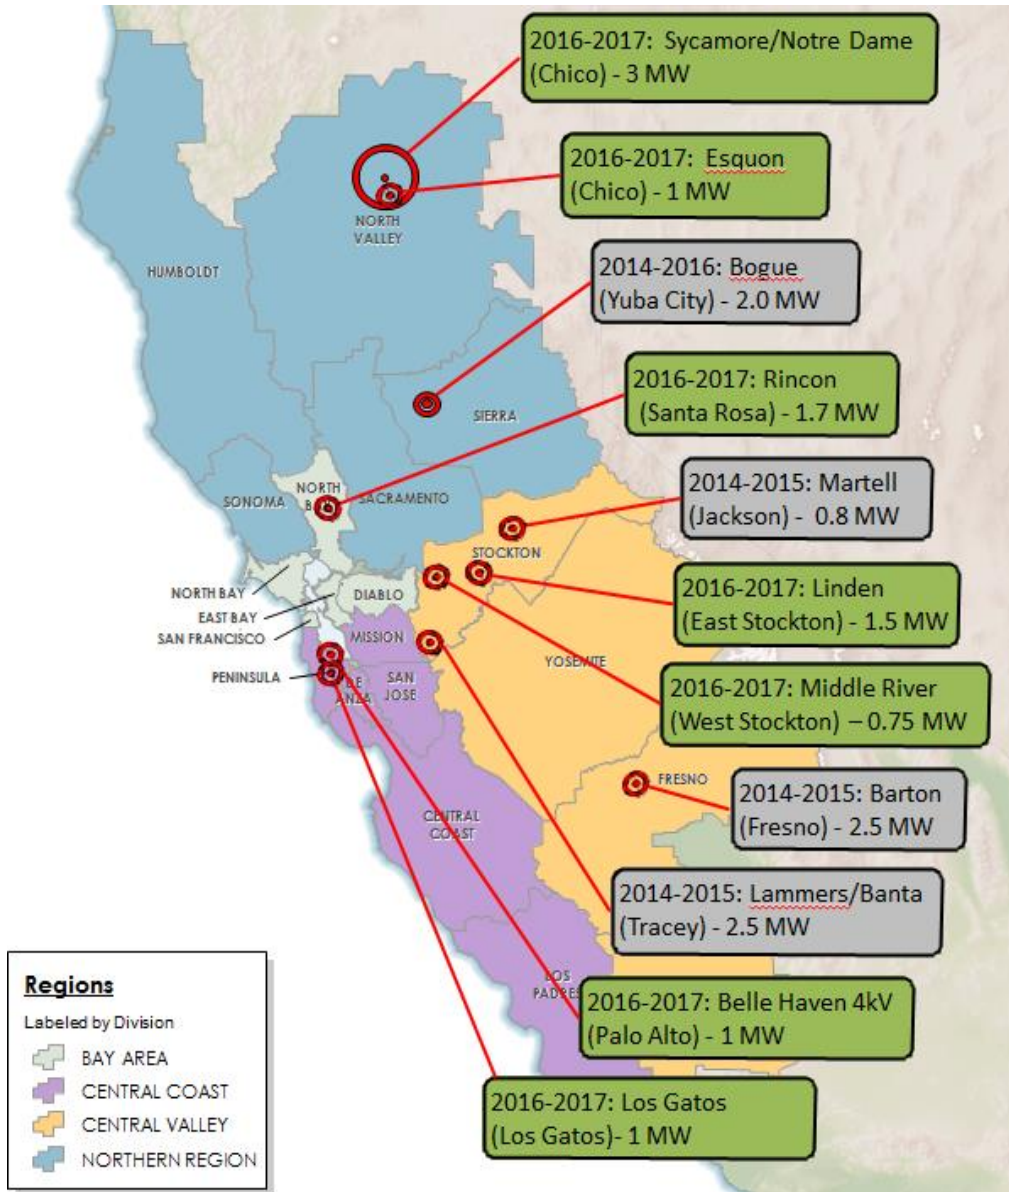 2016-2017: Sycamore/Notre Dame
(Chico) - 3 MW
2016-2017: Esquon
(Chico) - 1 MW
NORTH
VALLEY
HUMBOLDT
2014-2016: Bogue
(Yuba City) - 2.0 MW
2016-2017: Rincon
(Santa Rosa) - 1.7 MW
SIERRA
SONOMA
NORTH
SACRAMENTO
2014-2015: Martell
(Jackson) - 0.8 MW
STOCKTON
NORTH BAY
DIABLO
EAST BAY
SAN FRANCISCO
MISSION
2016-2017: Linden
(East Stockton) - 1.5 MW
YOSEMITE
PENINSULA
DE
ANZA
SAN
JOSE
2016-2017: Middle River
(West Stockton) – 0.75 MW
FRESNO
2014-2015: Barton
(Fresno) - 2.5 MW
CENTRAL
COAST
2014-2015: Lammers/Banta
(Tracey) - 2.5 MW
LOS
PADRES
2016-2017: Belle Haven 4kV
(Palo Alto) - 1 MW
2016-2017: Los Gatos
(Los Gatos)- 1 MW
Regions
Labeled by Division
BAY AREA
CENTRAL COAST
CENTRAL VALLEY
NORTHERN REGION